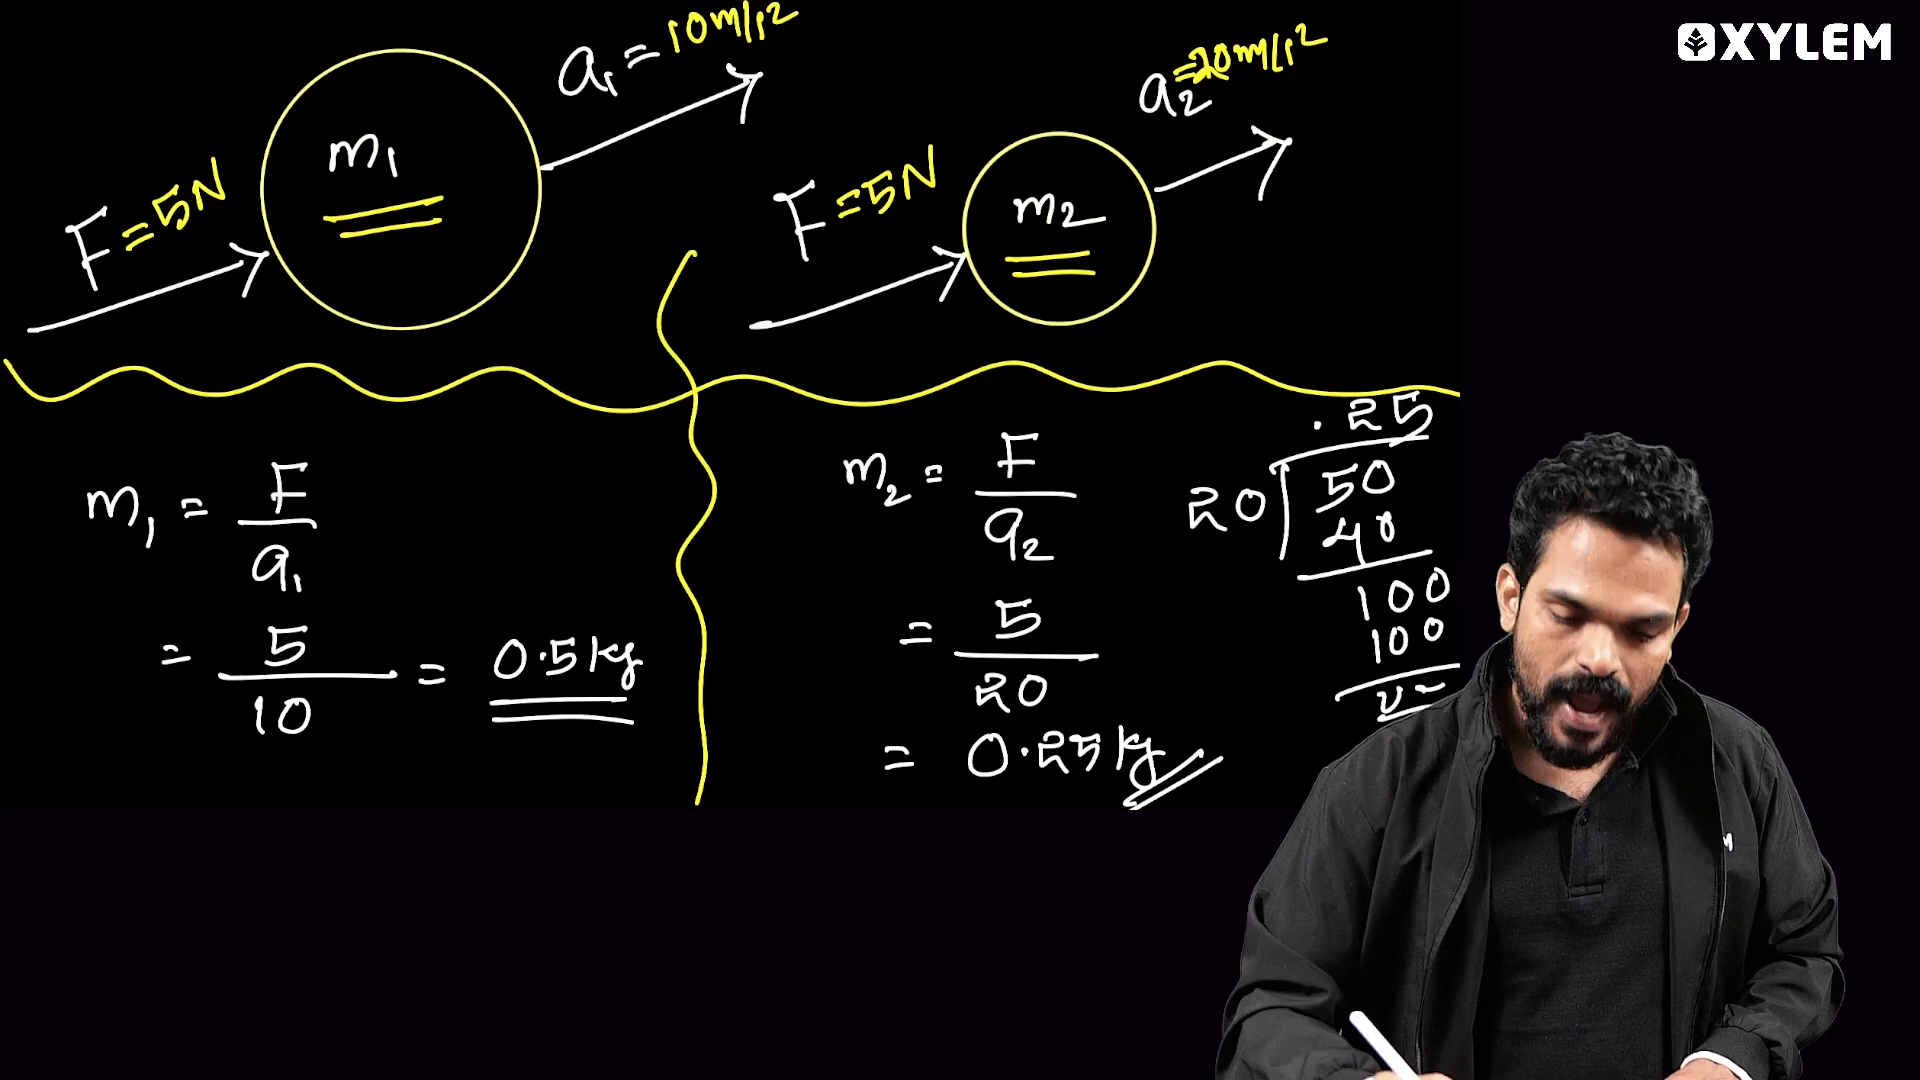 XYLEM
a₁ = 10m/s²
a₂ = 20m/s²
m₁
F = 5N
m₂
F = 5N
m₁ = F/a₁
= 5/10 = 0.5kg
m₂ = F/a₂
= 5/20
= 0.25kg
.25
20 50
40
100
100